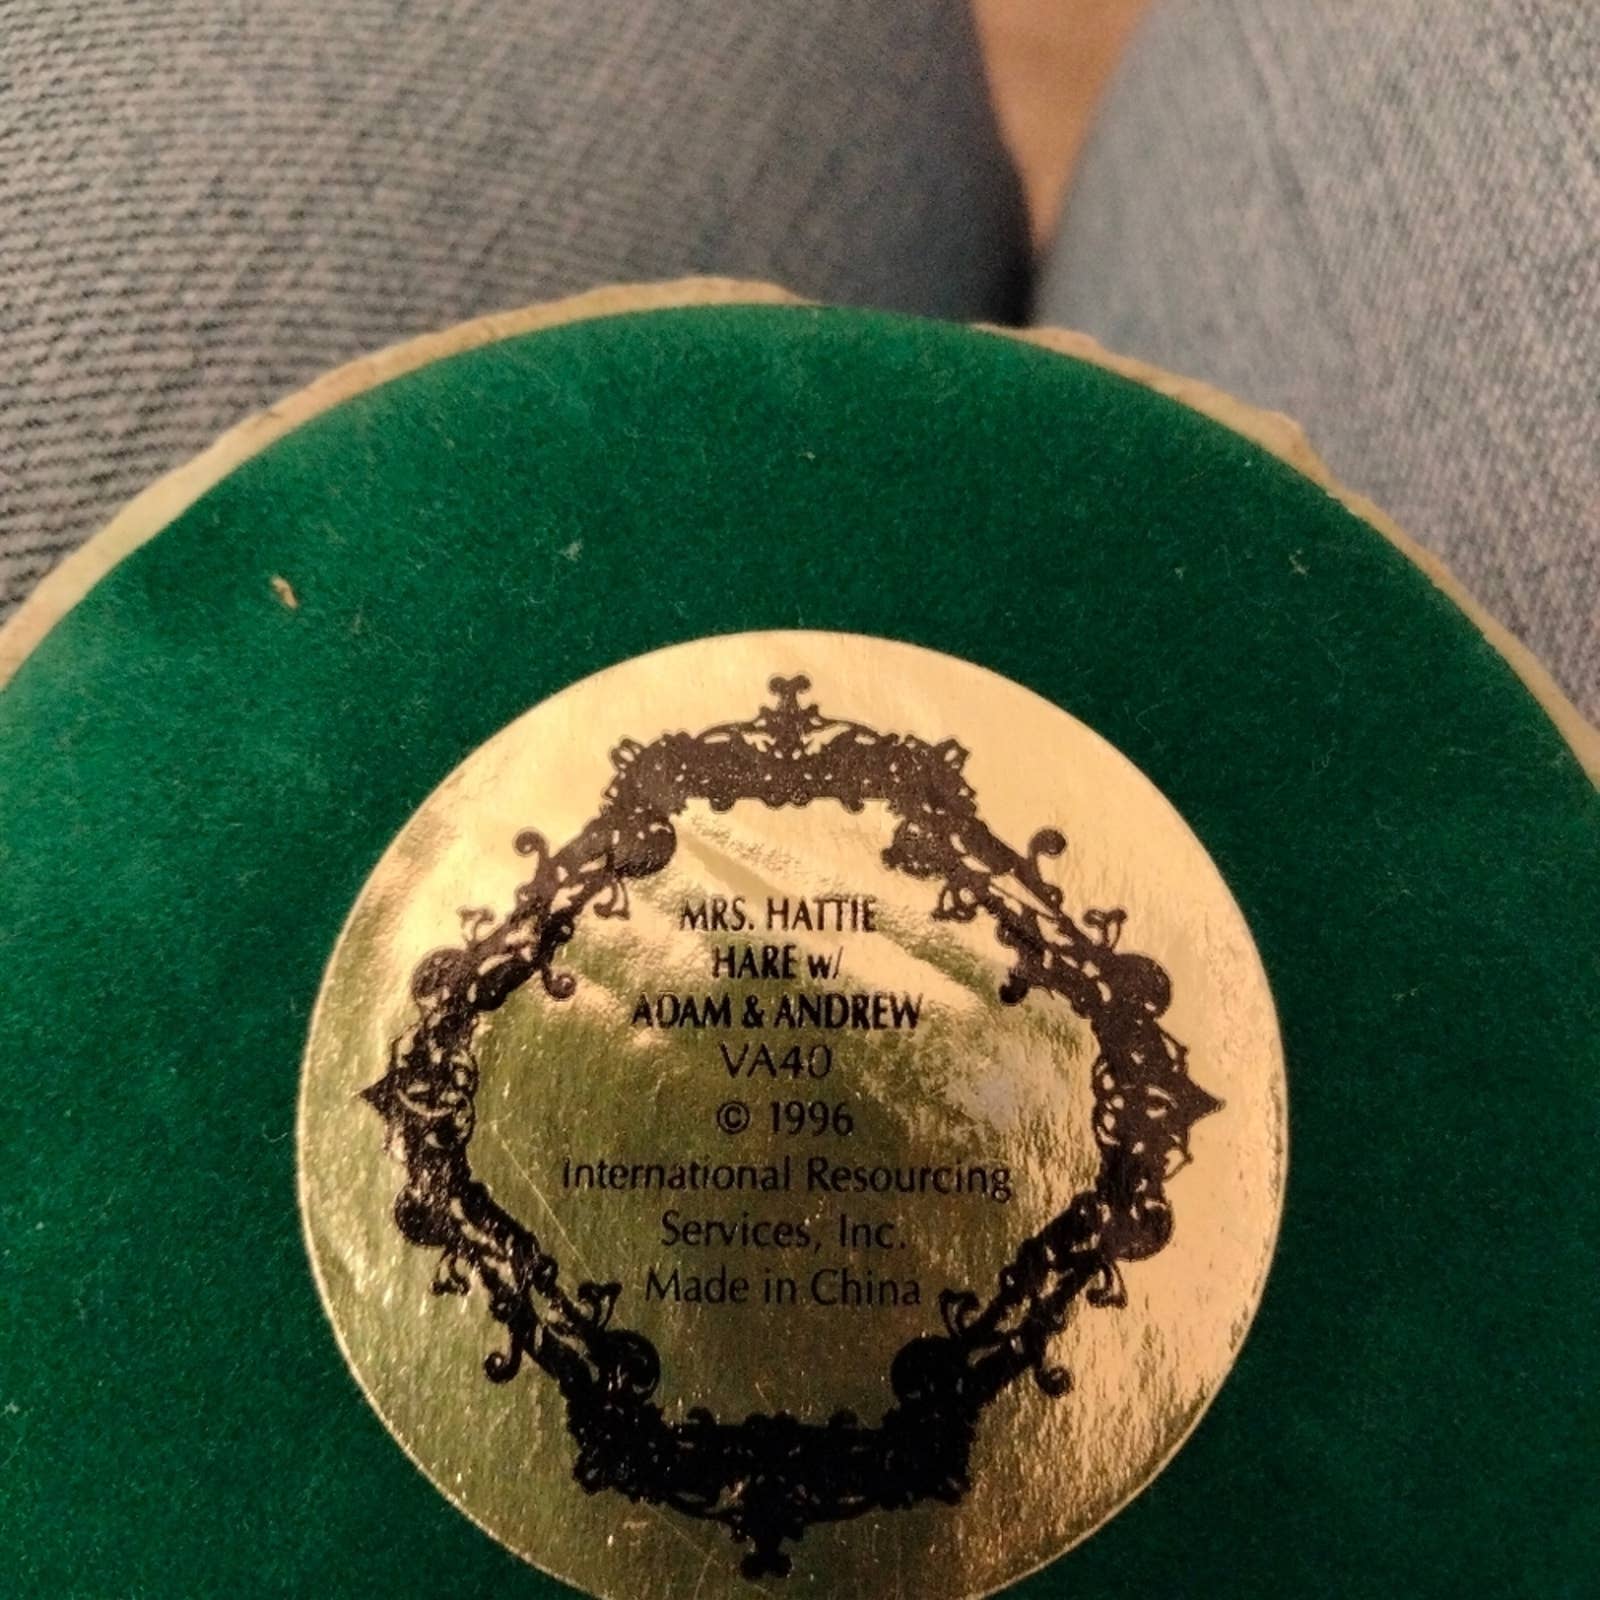 MRS. HATTIE
HARE w/
ADAM & ANDREW
VA40
© 1996
International Resourcing
Services, Inc.
Made in China